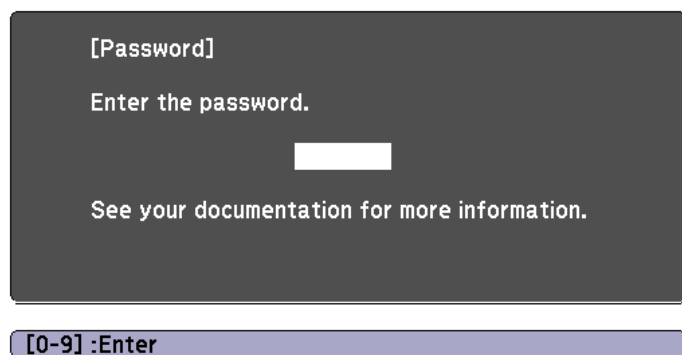 [Password]
Enter the password.
See your documentation for more information.
[0-9] :Enter